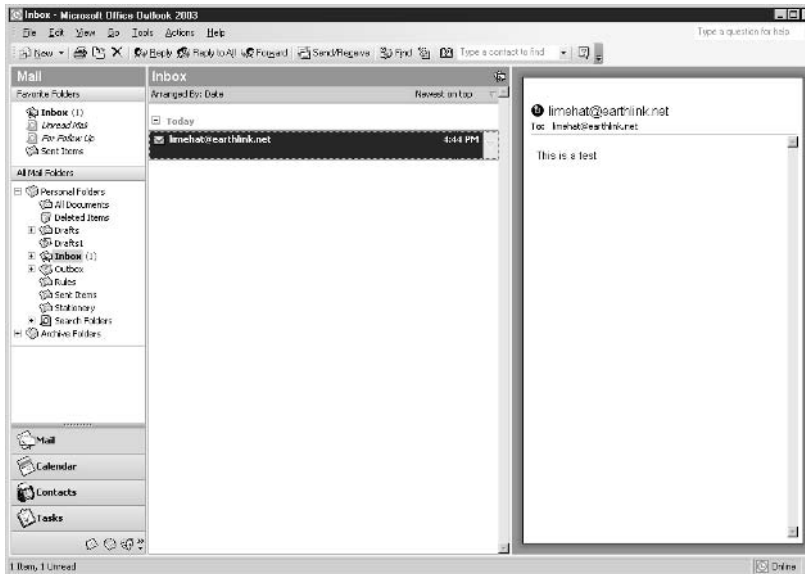 Inbox - Microsoft Office Outlook 2003
File Edit View Go Tools Actions Help
Type a question for help
New Reply Reply to All Forward Send/Receive Find Type a contact to find
Mail
Favorite Folders
Inbox (1)
Unread Mail
For Follow Up
Sent Items
All Mail Folders
Personal Folders
All Documents
Deleted Items
Drafts
Drafts1
Inbox (1)
Outbox
Rules
Sent Items
Stationery
Search Folders
Archive Folders
Mail
Calendar
Contacts
Tasks
Inbox
Arranged By: Date Newest on top
Today
limehat@earthlink.net 4:44 PM
limehat@earthlink.net
To: limehat@earthlink.net
This is a test
1 Item, 1 Unread
Online